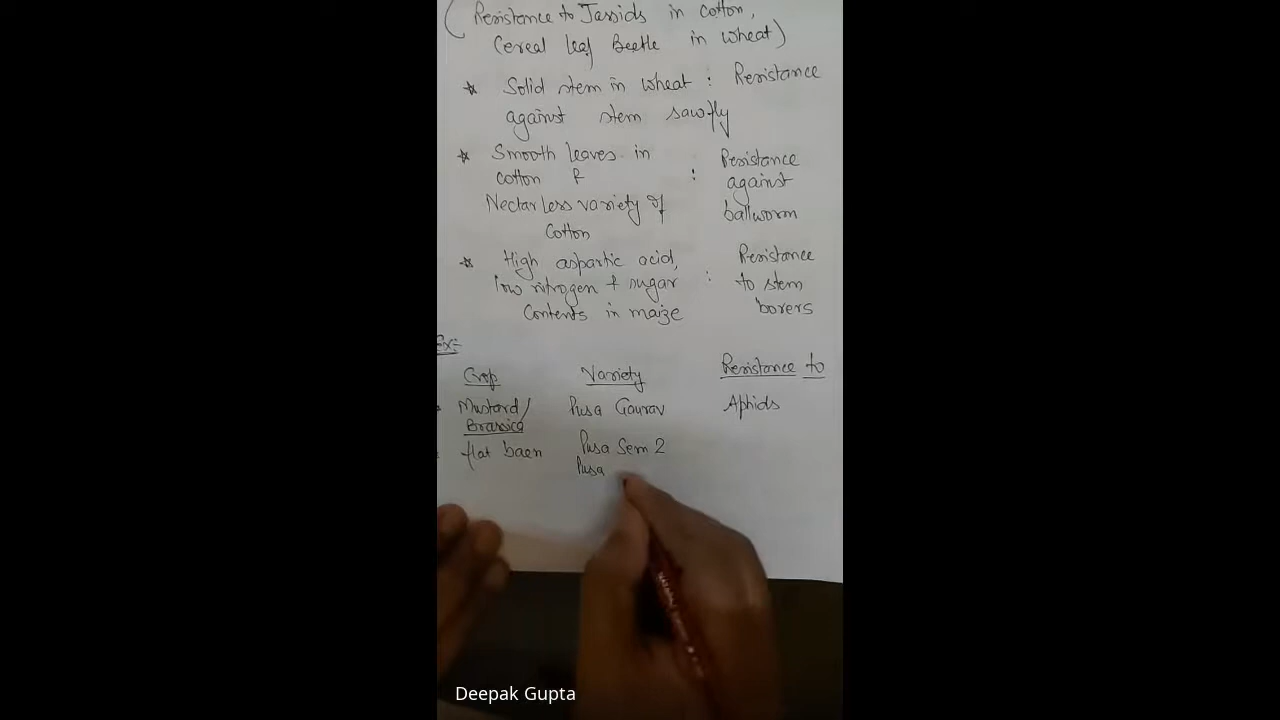 ( Resistance to Jassids in cotton,
Cereal leaf Beetle in wheat)
* Solid stem in wheat : Resistance
against stem sawfly
* Smooth leaves in : Resistance
cotton & against
Nectar less variety of ballworm
Cotton
* High aspartic acid, : Resistance
low nitrogen & sugar to stem
Contents in maize borers
Ex:-
Crop Variety Resistance to
Mustard/ Pusa Gaurav Aphids
Brassica
flat baen Pusa Sem 2
Pusa
Deepak Gupta